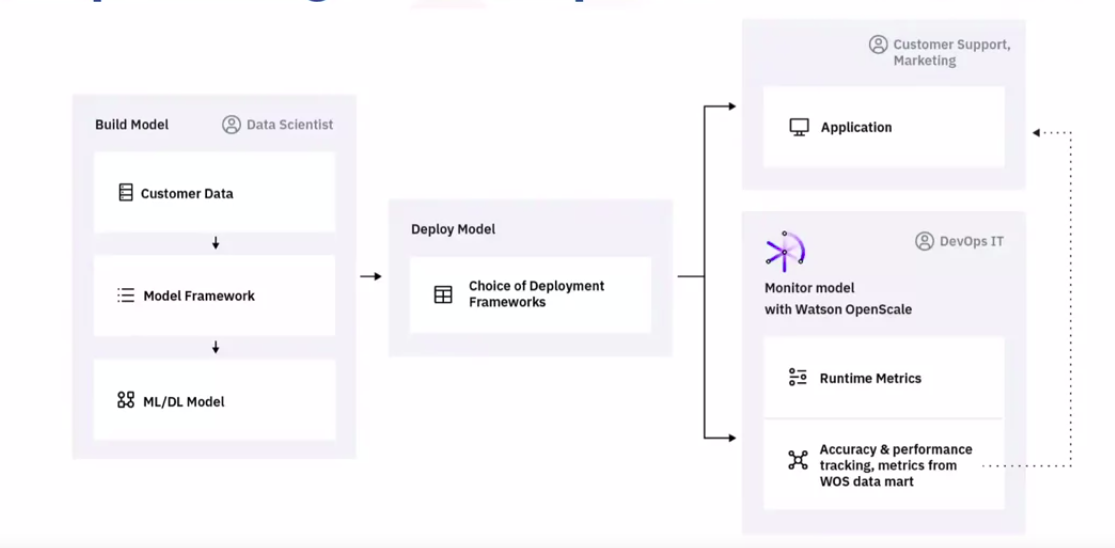 Build Model
Data Scientist
Customer Data
Model Framework
ML/DL Model
Deploy Model
Choice of Deployment
Frameworks
Customer Support,
Marketing
Application
DevOps IT
Monitor model
with Watson OpenScale
Runtime Metrics
Accuracy & performance
tracking, metrics from
WOS data mart